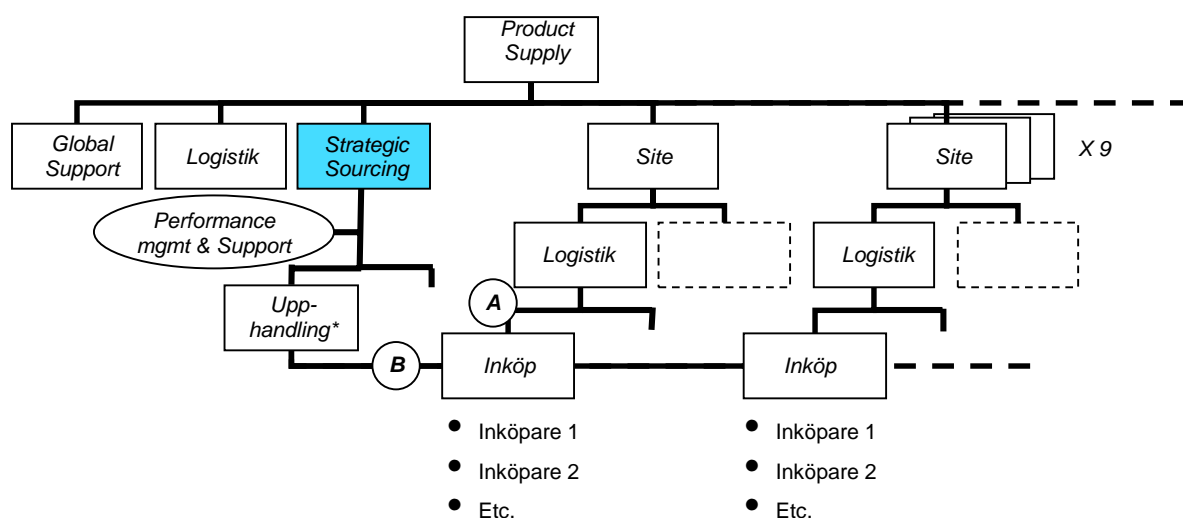 Product
Supply
Global
Support
Logistik
Strategic
Sourcing
Site
Site
X 9
Performance
mgmt & Support
Logistik
Logistik
Upp-
handling*
A
B
Inköp
Inköp
• Inköpare 1
• Inköpare 2
• Etc.
• Inköpare 1
• Inköpare 2
• Etc.